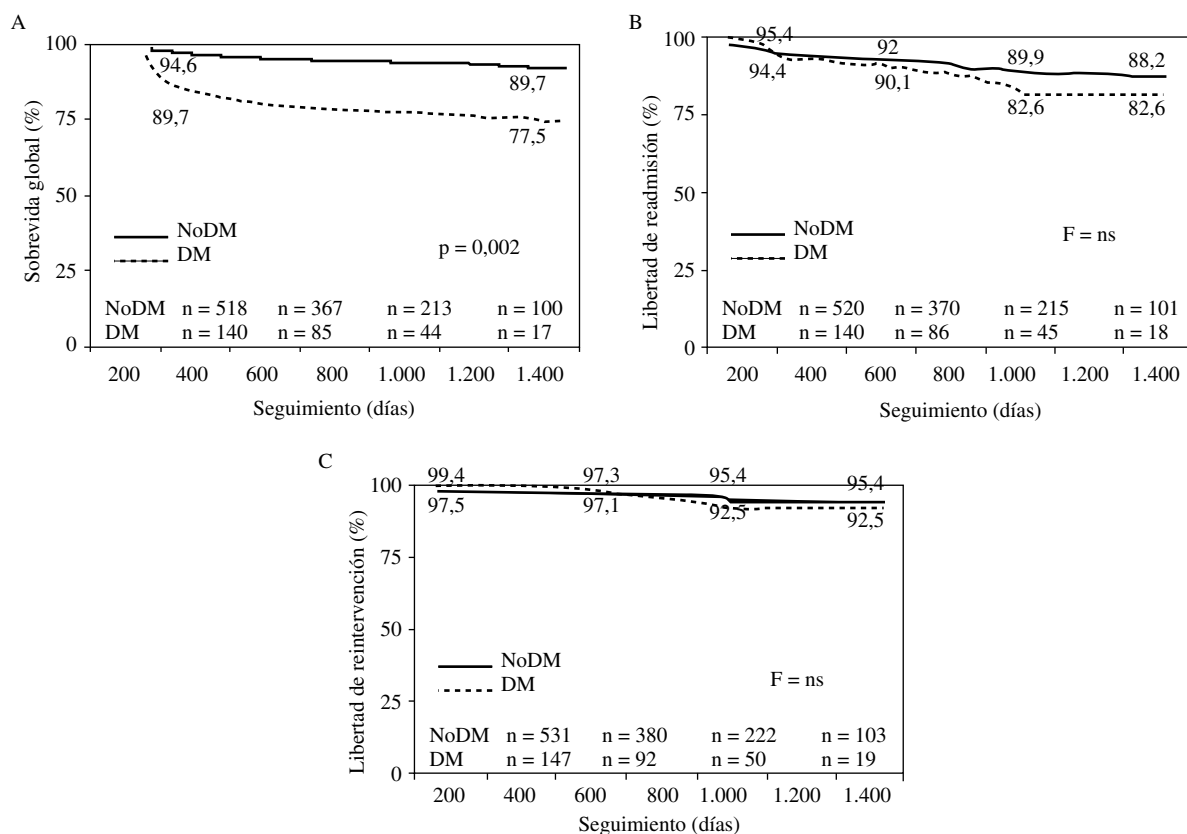 A
Sobrevida global (%)
100
75
50
25
0
94,6
89,7
89,7
77,5
NoDM
DM
p = 0,002
NoDM n = 518 n = 367 n = 213 n = 100
DM n = 140 n = 85 n = 44 n = 17
200 400 600 1.000 1.200 1.400
Seguimiento (días)
B
Libertad de readmisión (%)
100
75
50
25
0
95,4 92 89,9 88,2
94,4 90,1 82,6 82,6
NoDM
DM
F = ns
NoDM n = 520 n = 370 n = 215 n = 101
DM n = 140 n = 86 n = 45 n = 18
200 400 600 800 1.000 1.200 1.400
Seguimiento (días)
C
Libertad de reintervención (%)
100
75
50
25
0
99,4 97,3 95,4 95,4
97,5 97,1 92,5 92,5
NoDM
DM
F = ns
NoDM n = 531 n = 380 n = 222 n = 103
DM n = 147 n = 92 n = 50 n = 19
200 400 600 800 1.000 1.200 1.400
Seguimiento (días)